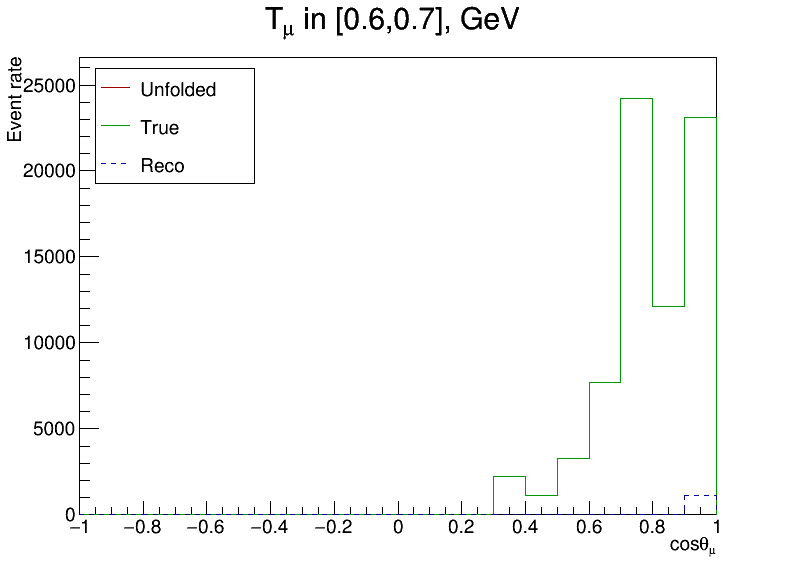 T_μ in [0.6,0.7], GeV
Event rate
Unfolded
True
Reco
25000
20000
15000
10000
5000
0
−1 −0.8 −0.6 −0.4 −0.2 0 0.2 0.4 0.6 0.8 1
cosθ_μ